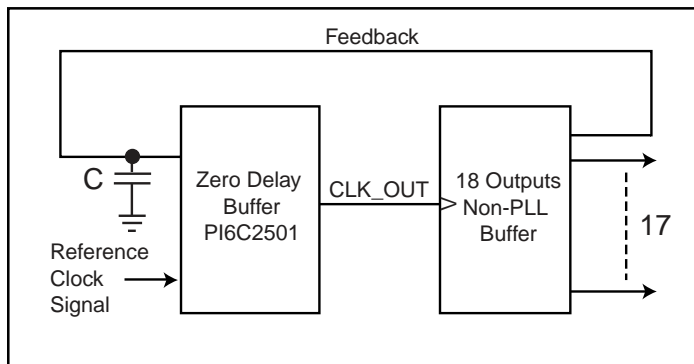 Feedback
C
Zero Delay
Buffer
PI6C2501
CLK_OUT
18 Outputs
Non-PLL
Buffer
17
Reference
Clock
Signal